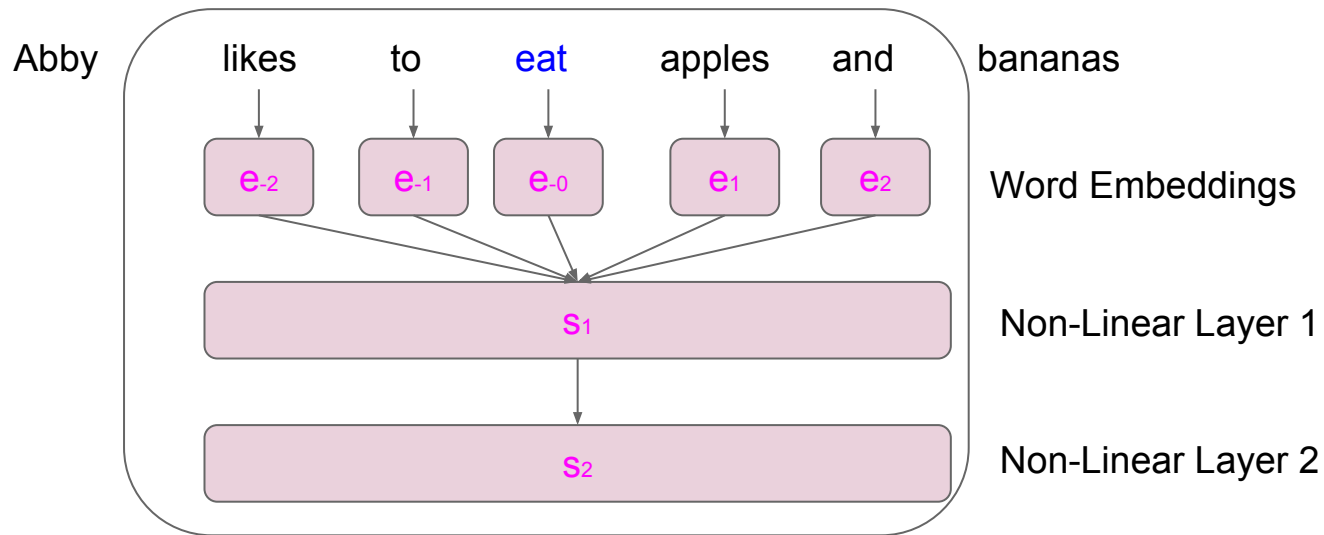 Abby likes to eat apples and bananas
e-2 e-1 e-0 e1 e2 Word Embeddings
s1 Non-Linear Layer 1
s2 Non-Linear Layer 2